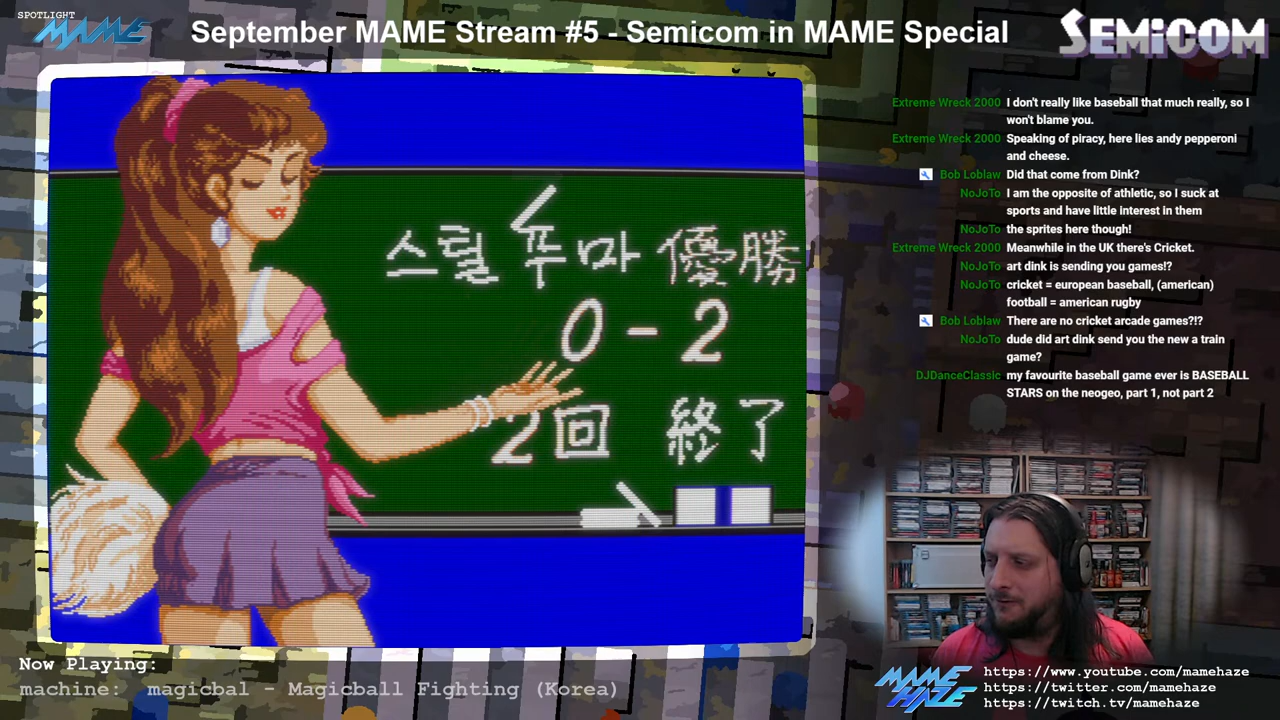 SPOTLIGHT
MAME
September MAME Stream #5 - Semicom in MAME Special
SEMiCOM
Extreme Wreck 2000 I don't really like baseball that much really, so I
won't blame you.
Extreme Wreck 2000 Speaking of piracy, here lies andy pepperoni
and cheese.
Bob Loblaw Did that come from Dink?
NoJoTo I am the opposite of athletic, so I suck at
sports and have little interest in them
NoJoTo the sprites here though!
Extreme Wreck 2000 Meanwhile in the UK there's Cricket.
NoJoTo art dink is sending you games!?
NoJoTo cricket = european baseball, (american)
football = american rugby
Bob Loblaw There are no cricket arcade games?!?
NoJoTo dude did art dink send you the new a train
game?
DJDanceClassic my favourite baseball game ever is BASEBALL
STARS on the neogeo, part 1, not part 2
스틸 푸마 優勝
0 - 2
2回 終了
Now Playing:
machine: magicbal - Magicball Fighting (Korea)
MAME
HAZE
https://www.youtube.com/mamehaze
https://twitter.com/mamehaze
https://twitch.tv/mamehaze